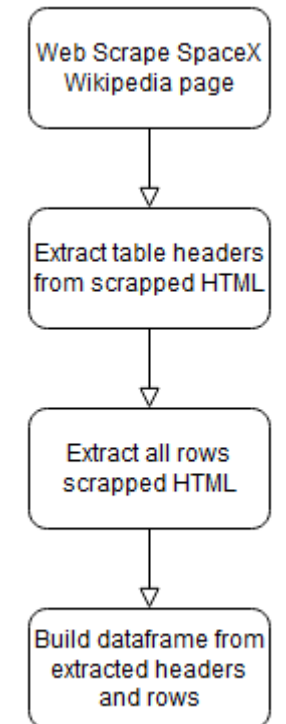 Web Scrape SpaceX
Wikipedia page
Extract table headers
from scrapped HTML
Extract all rows
scrapped HTML
Build dataframe from
extracted headers
and rows